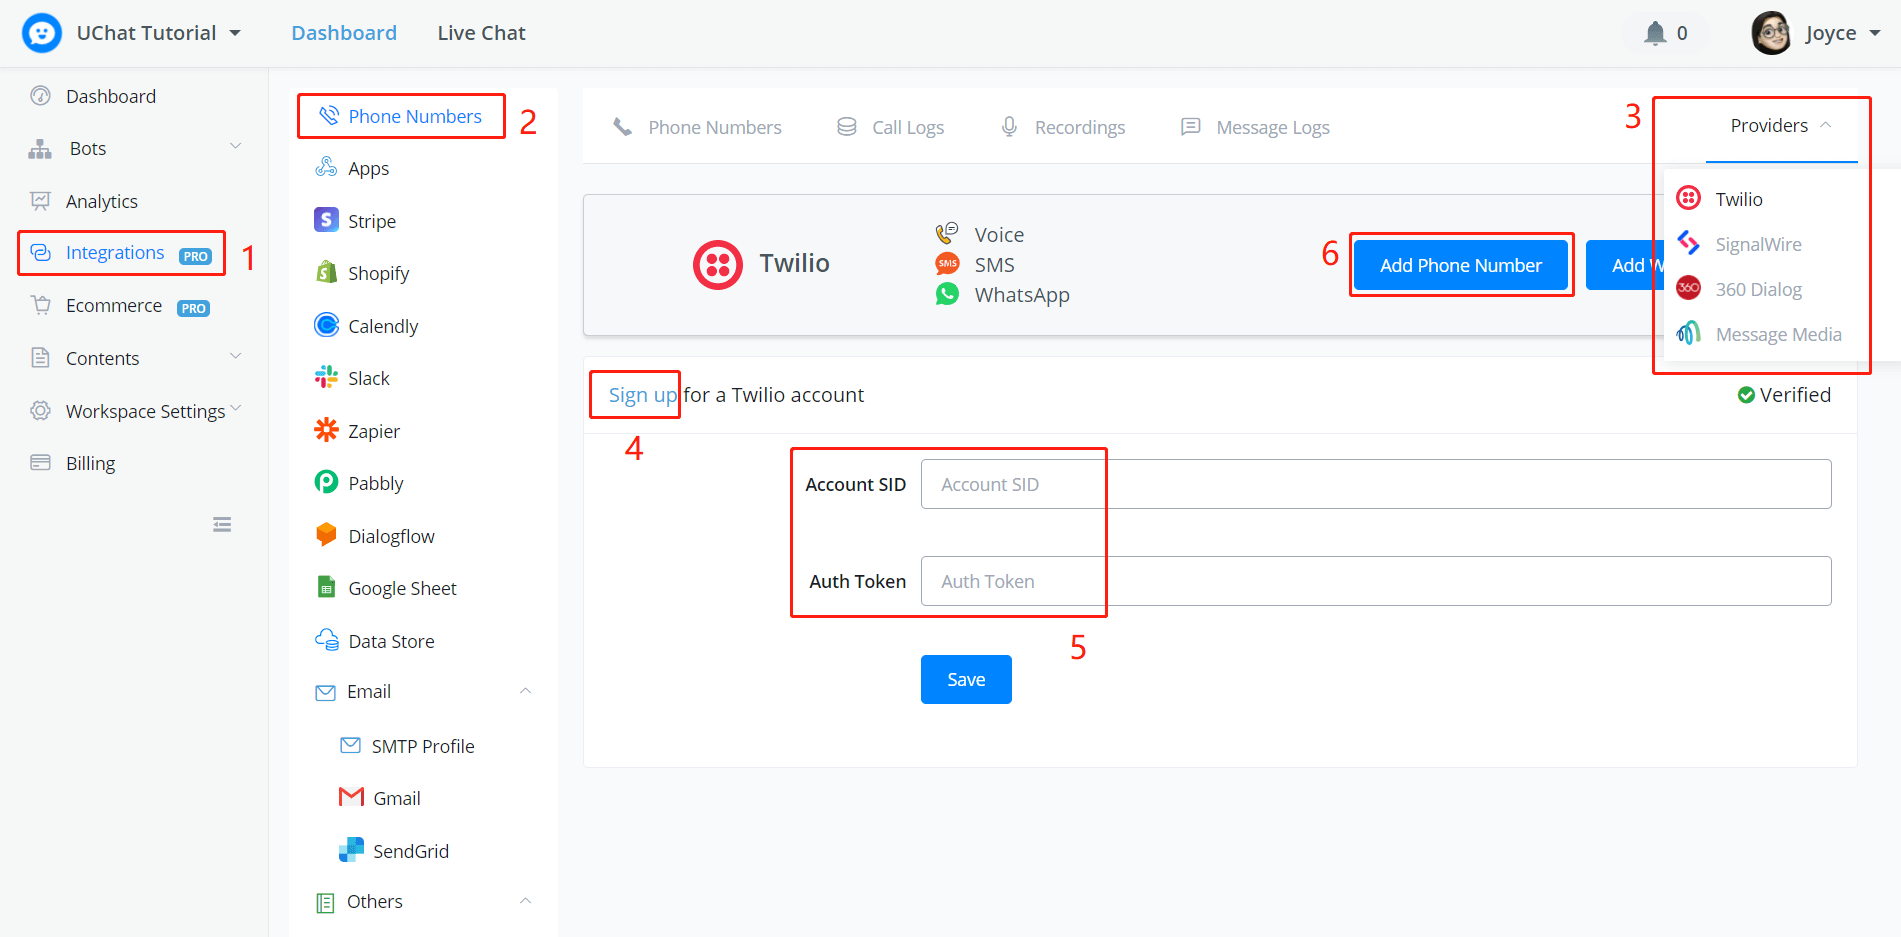 UChat Tutorial
Dashboard
Live Chat
0
Joyce
Dashboard
Bots
Analytics
Integrations PRO
1
Ecommerce PRO
Contents
Workspace Settings
Billing
Phone Numbers
2
Apps
Stripe
Shopify
Calendly
Slack
Zapier
Pabbly
Dialogflow
Google Sheet
Data Store
Email
SMTP Profile
Gmail
SendGrid
Others
Phone Numbers
Call Logs
Recordings
Message Logs
3
Providers
Twilio
SignalWire
360 Dialog
Message Media
Twilio
Voice
SMS SMS
WhatsApp
6
Add Phone Number
Add W
Sign up for a Twilio account
Verified
4
Account SID
Account SID
Auth Token
Auth Token
5
Save